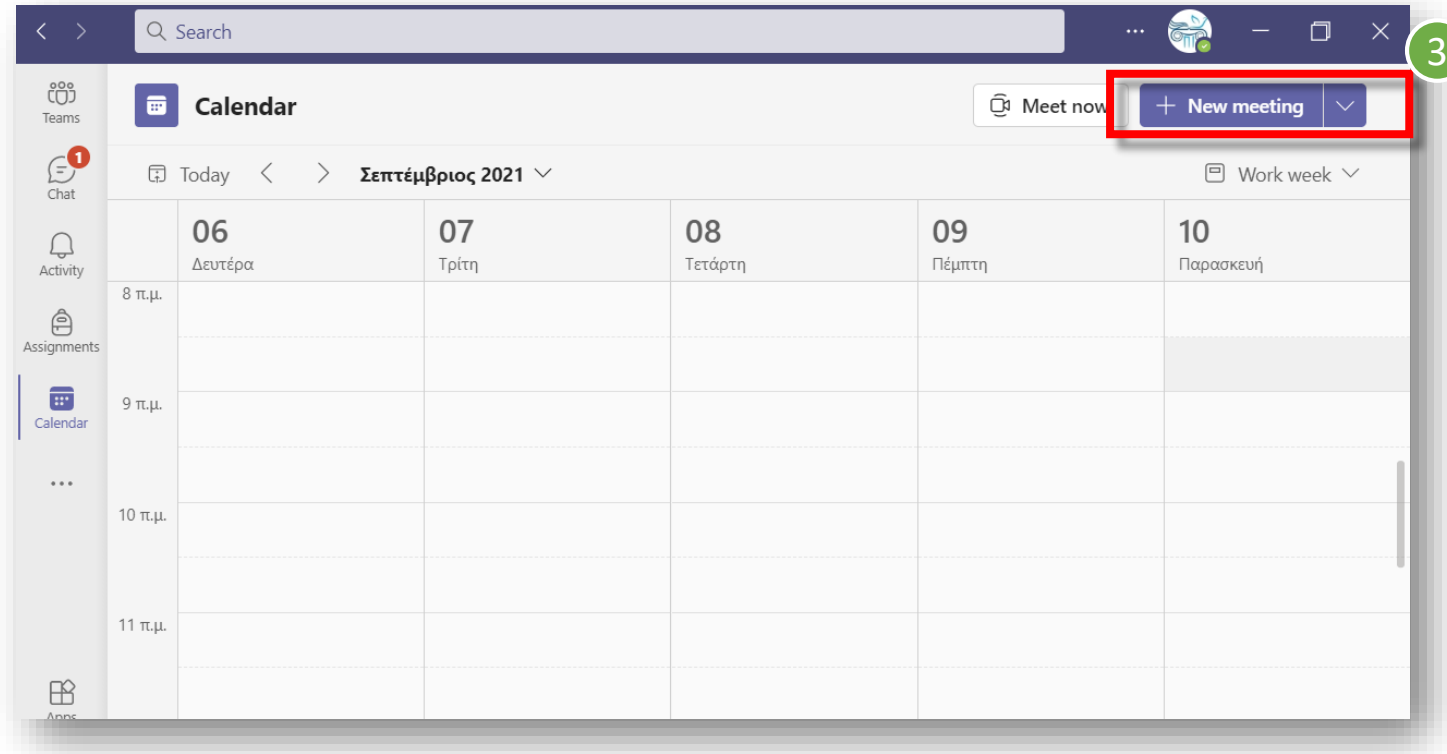 Search
3
Teams
Calendar
Meet now
+ New meeting
1
Chat
Today
Σεπτέμβριος 2021
Work week
06
07
08
09
10
Δευτέρα
Τρίτη
Τετάρτη
Πέμπτη
Παρασκευή
Activity
8 π.μ.
Assignments
9 π.μ.
Calendar
10 π.μ.
11 π.μ.
Apps